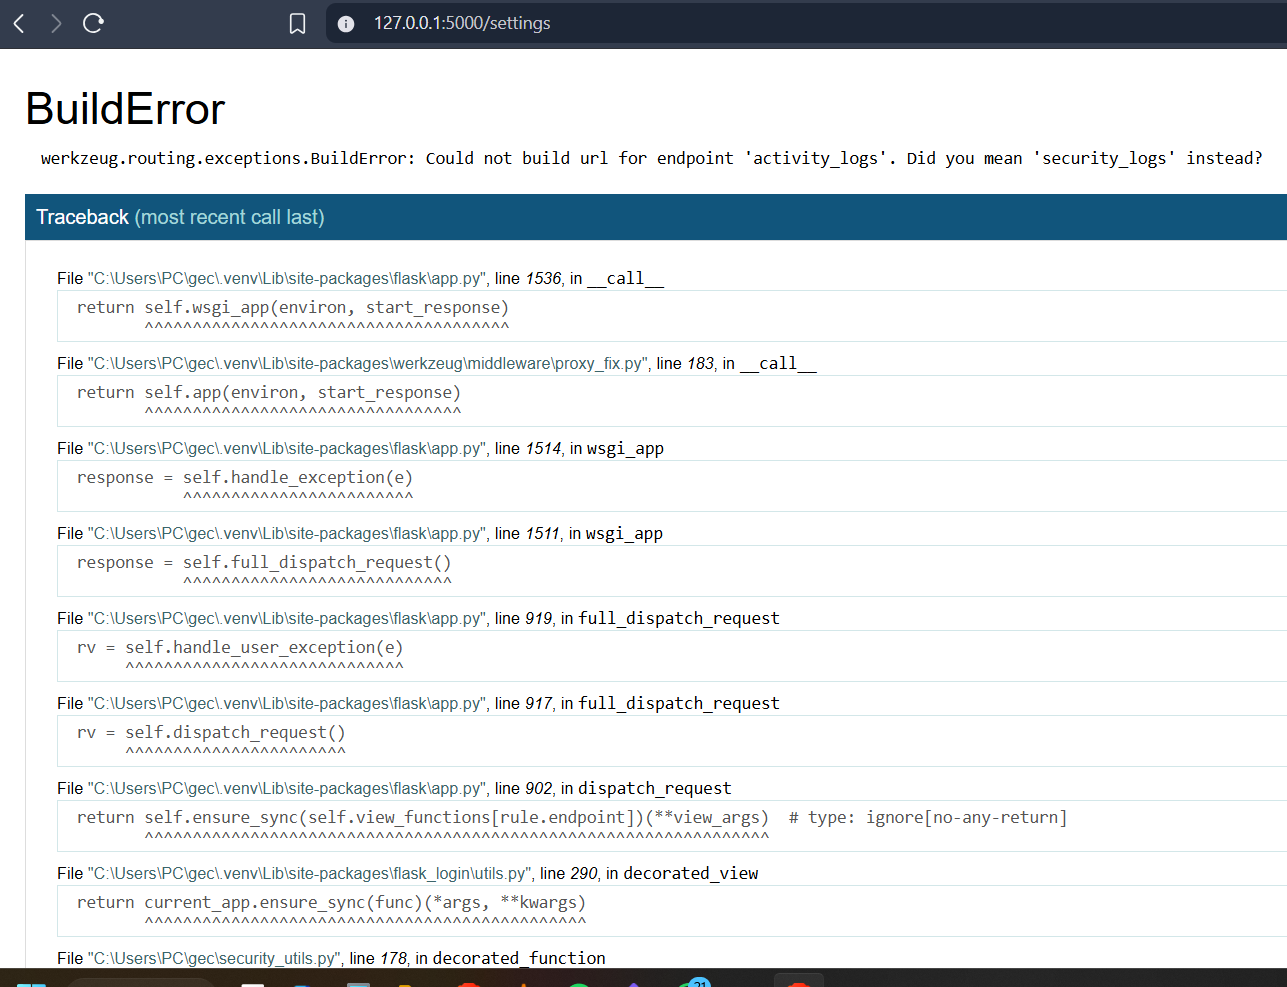 127.0.0.1:5000/settings
BuildError
werkzeug.routing.exceptions.BuildError: Could not build url for endpoint 'activity_logs'. Did you mean 'security_logs' instead?
Traceback (most recent call last)
File "C:\Users\PC\gec\.venv\Lib\site-packages\flask\app.py", line 1536, in __call__
return self.wsgi_app(environ, start_response)
^^^^^^^^^^^^^^^^^^^^^^^^^^^^^^^^^^^^^^
File "C:\Users\PC\gec\.venv\Lib\site-packages\werkzeug\middleware\proxy_fix.py", line 183, in __call__
return self.app(environ, start_response)
^^^^^^^^^^^^^^^^^^^^^^^^^^^^^^^^^
File "C:\Users\PC\gec\.venv\Lib\site-packages\flask\app.py", line 1514, in wsgi_app
response = self.handle_exception(e)
^^^^^^^^^^^^^^^^^^^^^^^^
File "C:\Users\PC\gec\.venv\Lib\site-packages\flask\app.py", line 1511, in wsgi_app
response = self.full_dispatch_request()
^^^^^^^^^^^^^^^^^^^^^^^^^^^^
File "C:\Users\PC\gec\.venv\Lib\site-packages\flask\app.py", line 919, in full_dispatch_request
rv = self.handle_user_exception(e)
^^^^^^^^^^^^^^^^^^^^^^^^^^^^^
File "C:\Users\PC\gec\.venv\Lib\site-packages\flask\app.py", line 917, in full_dispatch_request
rv = self.dispatch_request()
^^^^^^^^^^^^^^^^^^^^^^^
File "C:\Users\PC\gec\.venv\Lib\site-packages\flask\app.py", line 902, in dispatch_request
return self.ensure_sync(self.view_functions[rule.endpoint])(**view_args)  # type: ignore[no-any-return]
^^^^^^^^^^^^^^^^^^^^^^^^^^^^^^^^^^^^^^^^^^^^^^^^^^^^^^^^^^^^^^^^^
File "C:\Users\PC\gec\.venv\Lib\site-packages\flask_login\utils.py", line 290, in decorated_view
return current_app.ensure_sync(func)(*args, **kwargs)
^^^^^^^^^^^^^^^^^^^^^^^^^^^^^^^^^^^^^^^^^^^^^^
File "C:\Users\PC\gec\security_utils.py", line 178, in decorated_function
21